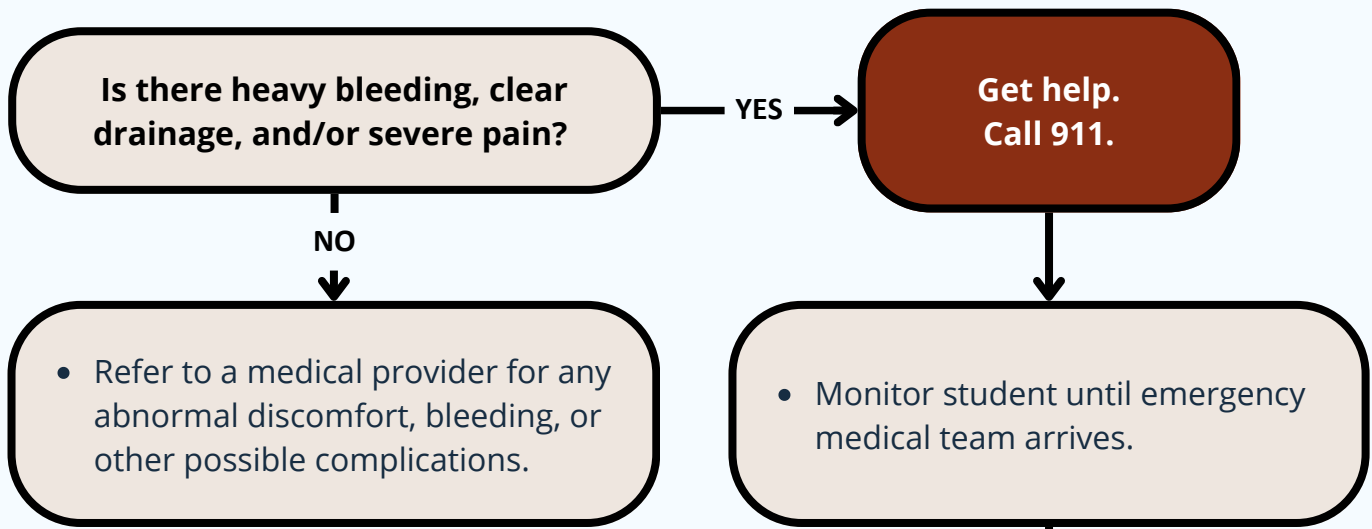 Is there heavy bleeding, clear
drainage, and/or severe pain?
YES
Get help.
Call 911.
NO
• Refer to a medical provider for any
abnormal discomfort, bleeding, or
other possible complications.
• Monitor student until emergency
medical team arrives.